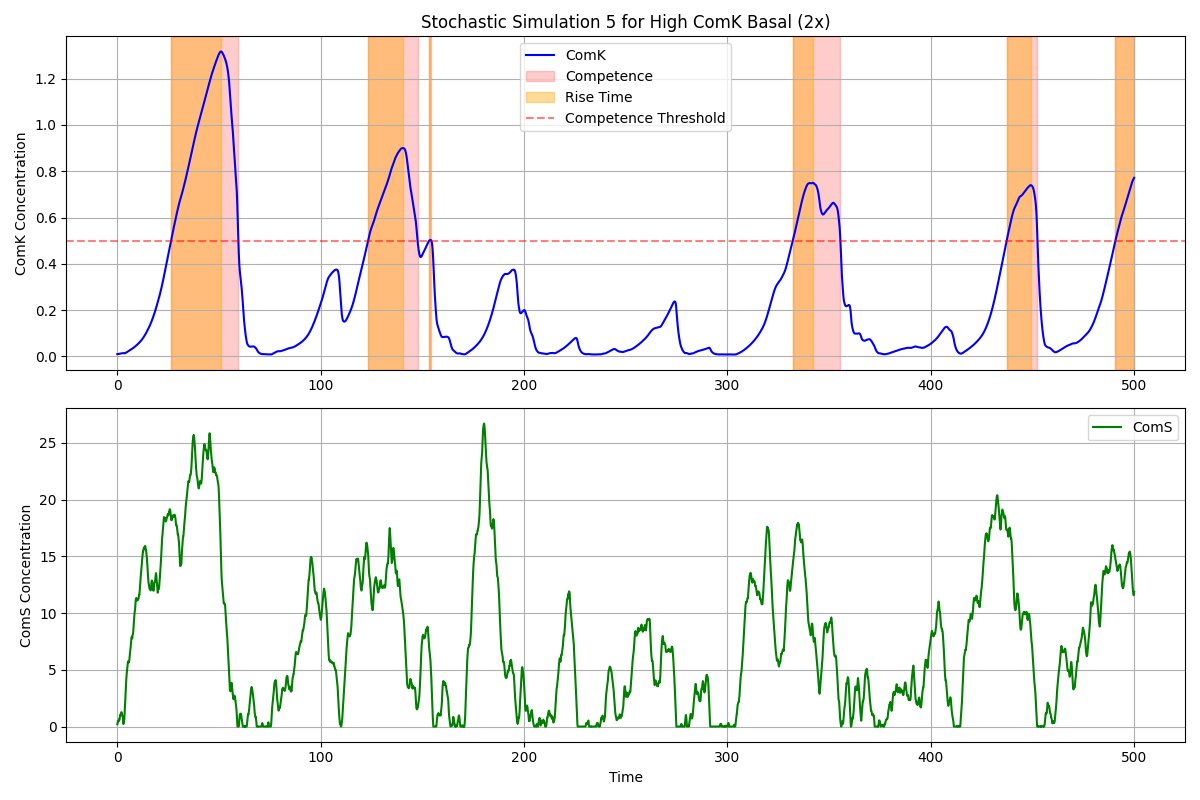 Stochastic Simulation 5 for High ComK Basal (2x)
ComK Concentration
1.2
1.0
0.8
0.6
0.4
0.2
0.0
ComK
Competence
Rise Time
Competence Threshold
0 100 200 300 400 500
ComS Concentration
25
20
15
10
5
0
ComS
0 100 200 300 400 500
Time